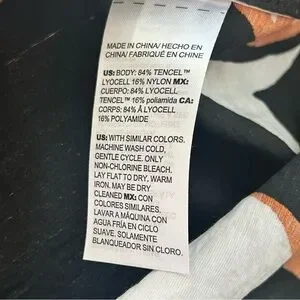 MADE IN CHINA/ HECHO EN
CHINA/ FABRIQUÉ EN CHINE
US: BODY: 84% TENCEL™
LYOCELL 16% NYLON MX:
CUERPO: 84% LYOCELL
TENCEL™ 16% poliamida CA:
CORPS: 84% Â LYOCELL
16% POLYAMIDE
US: WITH SIMILAR COLORS.
MACHINE WASH COLD,
GENTLE CYCLE. ONLY
NON-CHLORINE BLEACH.
LAY FLAT TO DRY. WARM
IRON. MAY BE DRY
CLEANED MX: CON
COLORES SIMILARES.
LAVAR A MÁQUINA CON
AGUA FRÍA EN CICLO
SUAVE. SOLAMENTE
BLANQUEADOR SIN CLORO.